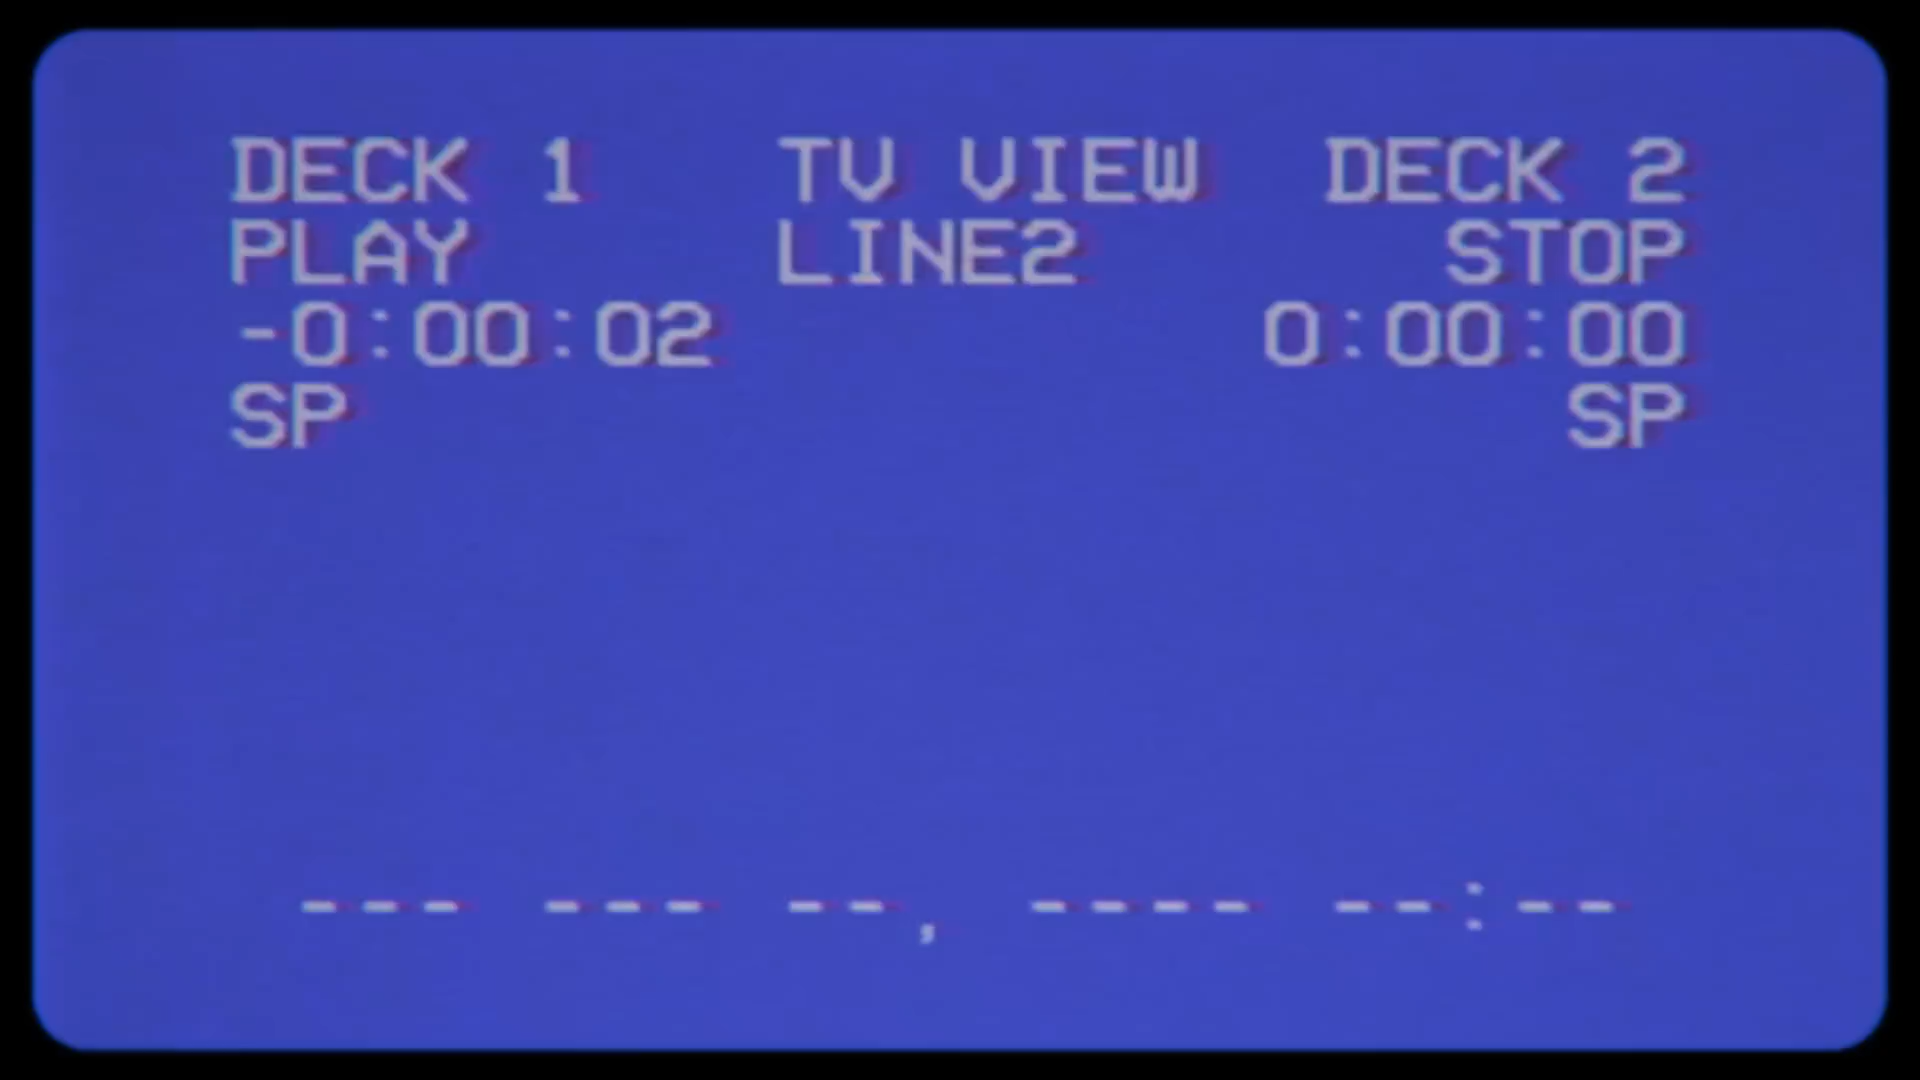 DECK 1 TV VIEW DECK 2
PLAY LINE2 STOP
-0:00:02 0:00:00
SP SP
--- --- --, ---- --:--